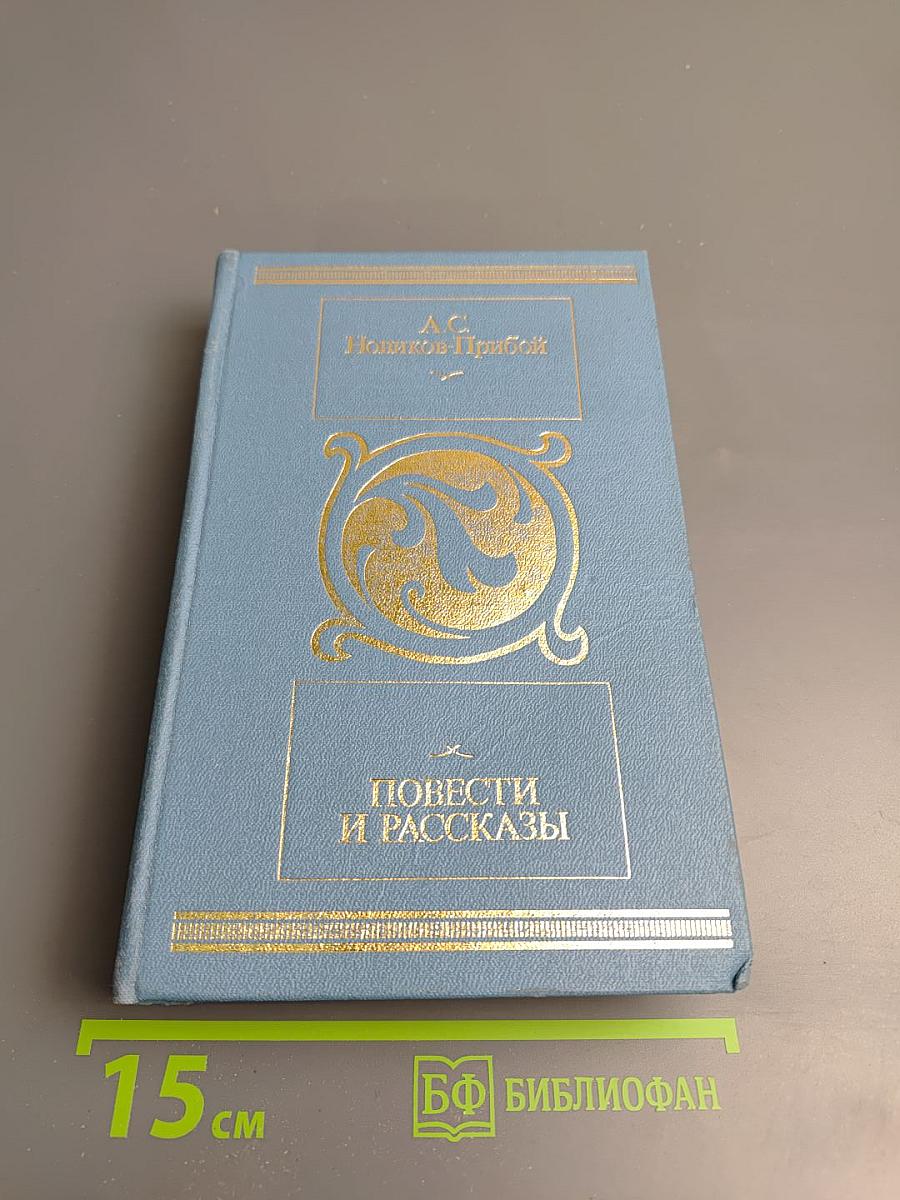 А.С.
Новиков-Прибой
ПОВЕСТИ
И РАССКАЗЫ
15 см
БФ БИБЛИОФАН